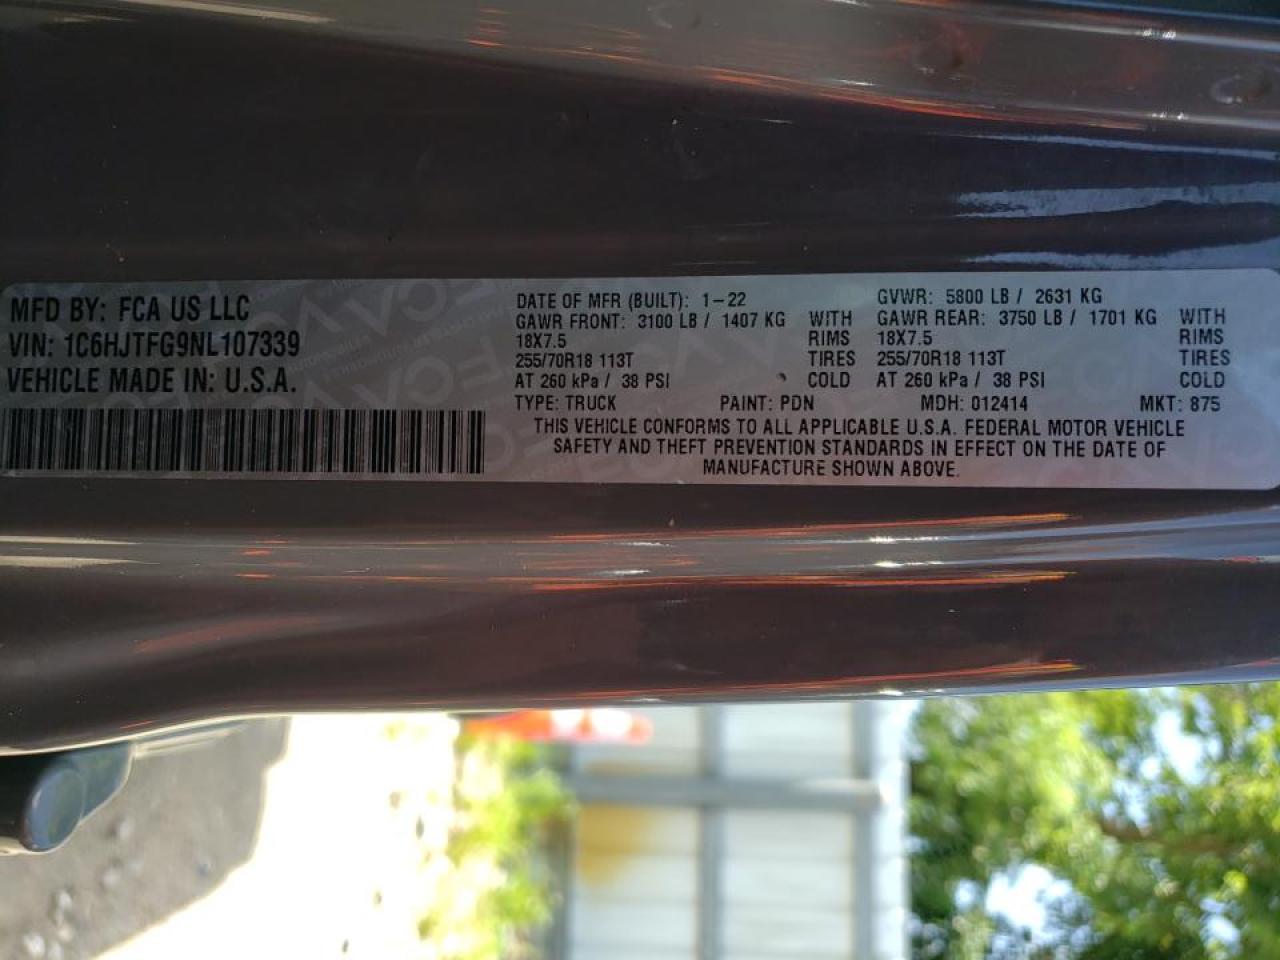 MFD BY: FCA US LLC
VIN: 1C6HJTFG9NL107339
VEHICLE MADE IN: U.S.A.
DATE OF MFR (BUILT): 1-22 GVWR: 5800 LB / 2631 KG
GAWR FRONT: 3100 LB / 1407 KG WITH GAWR REAR: 3750 LB / 1701 KG WITH
18X7.5 RIMS 18X7.5 RIMS
255/70R18 113T TIRES 255/70R18 113T TIRES
AT 260 kPa / 38 PSI COLD AT 260 kPa / 38 PSI COLD
TYPE: TRUCK PAINT: PDN MDH: 012414 MKT: 875
THIS VEHICLE CONFORMS TO ALL APPLICABLE U.S.A. FEDERAL MOTOR VEHICLE
SAFETY AND THEFT PREVENTION STANDARDS IN EFFECT ON THE DATE OF
MANUFACTURE SHOWN ABOVE.